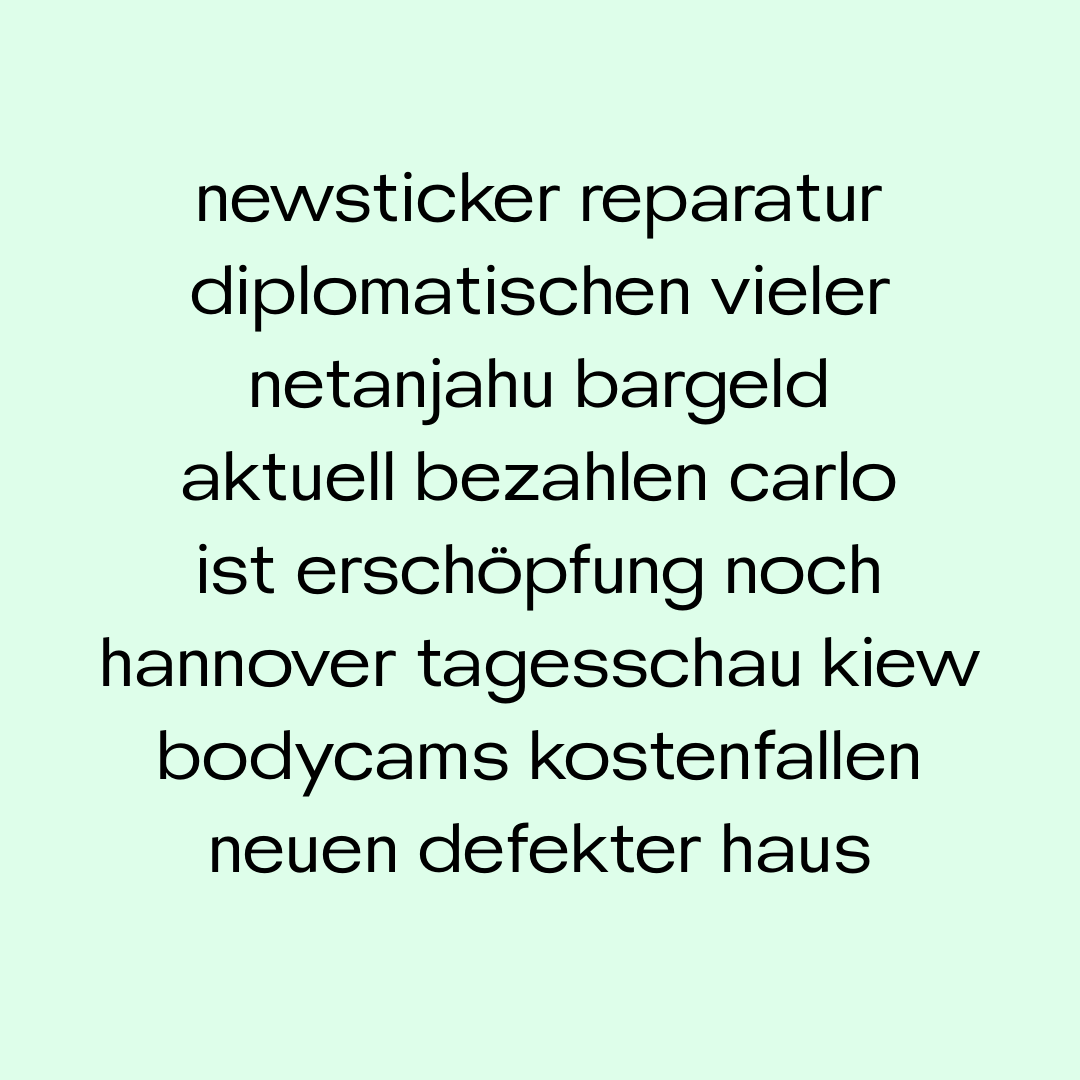 newsticker reparatur
diplomatischen vieler
netanjahu bargeld
aktuell bezahlen carlo
ist erschöpfung noch
hannover tagesschau kiew
bodycams kostenfallen
neuen defekter haus